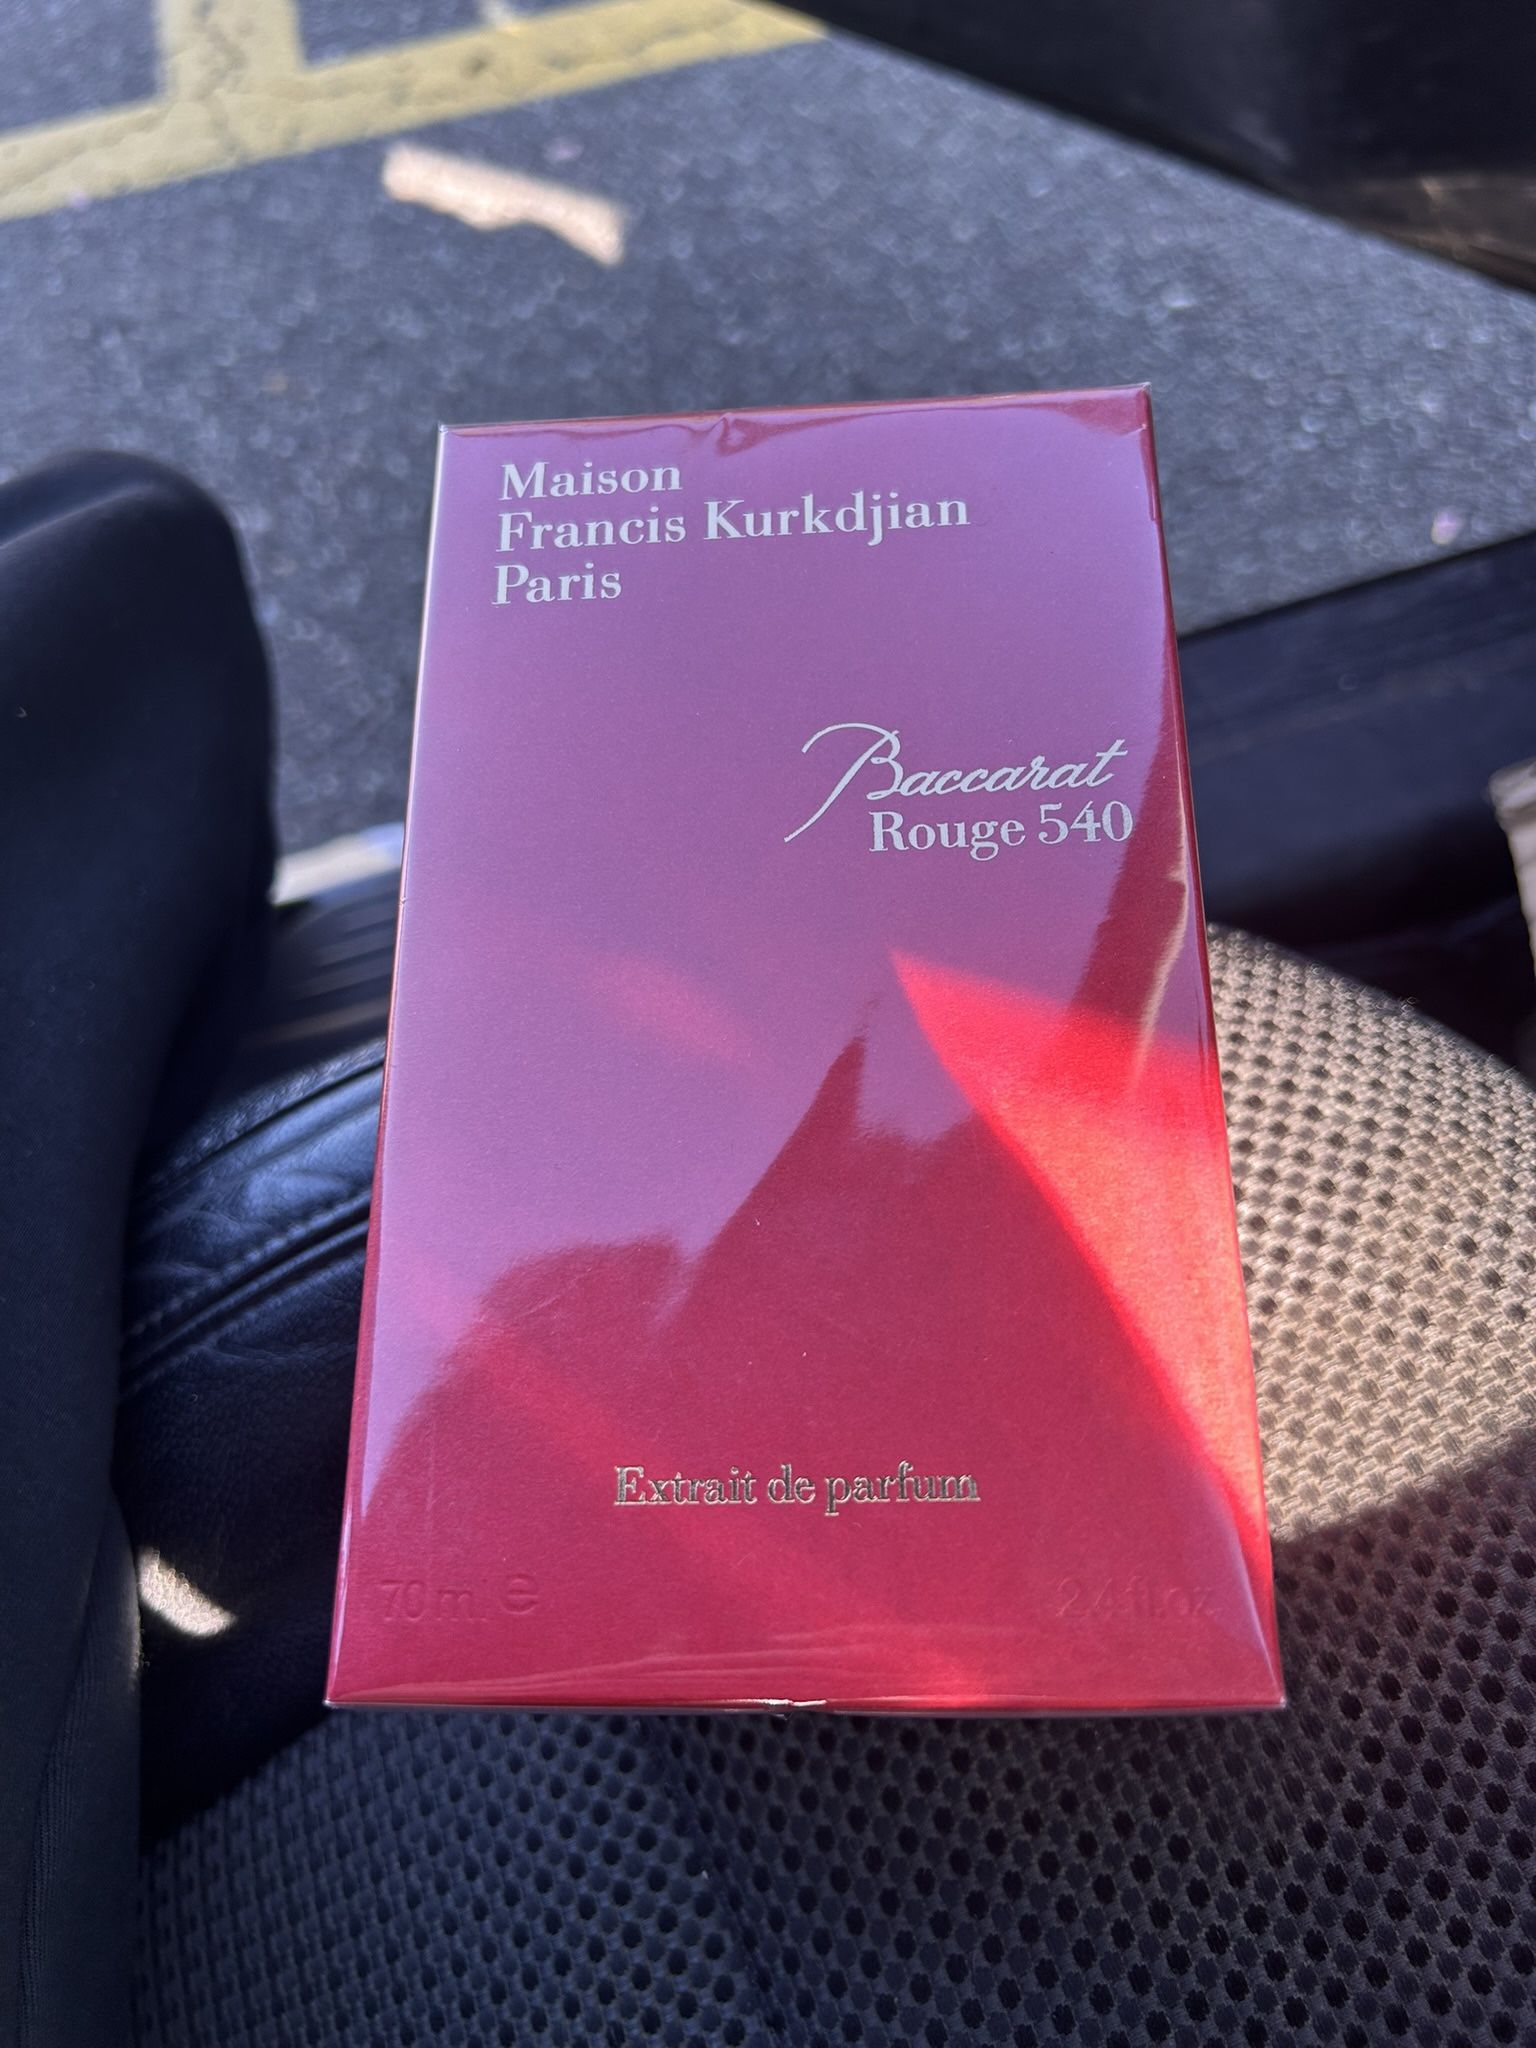 Maison
Francis Kurkdjian
Paris
Baccarat
Rouge 540
Extrait de parfum
70 ml e
2.4 fl.oz.